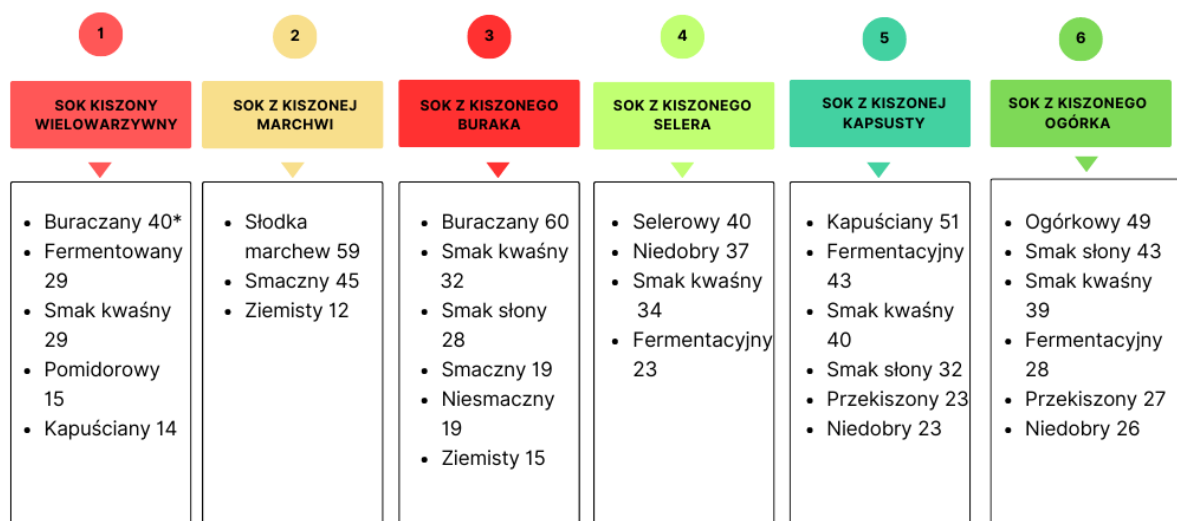 1
SOK KISZONY
WIELOWARZYWNY
• Buraczany 40*
• Fermentowany
29
• Smak kwaśny
29
• Pomidorowy
15
• Kapuściany 14
2
SOK Z KISZONEJ
MARCHWI
• Słodka
marchew 59
• Smaczny 45
• Ziemisty 12
3
SOK Z KISZONEGO
BURAKA
• Buraczany 60
• Smak kwaśny
32
• Smak słony
28
• Smaczny 19
• Niesmaczny
19
• Ziemisty 15
4
SOK Z KISZONEGO
SELERA
• Selerowy 40
• Niedobry 37
• Smak kwaśny
34
• Fermentacyjny
23
5
SOK Z KISZONEJ
KAPSUSTY
• Kapuściany 51
• Fermentacyjny
43
• Smak kwaśny
40
• Smak słony 32
• Przekiszony 23
• Niedobry 23
6
SOK Z KISZONEGO
OGÓRKA
• Ogórkowy 49
• Smak słony 43
• Smak kwaśny
39
• Fermentacyjny
28
• Przekiszony 27
• Niedobry 26